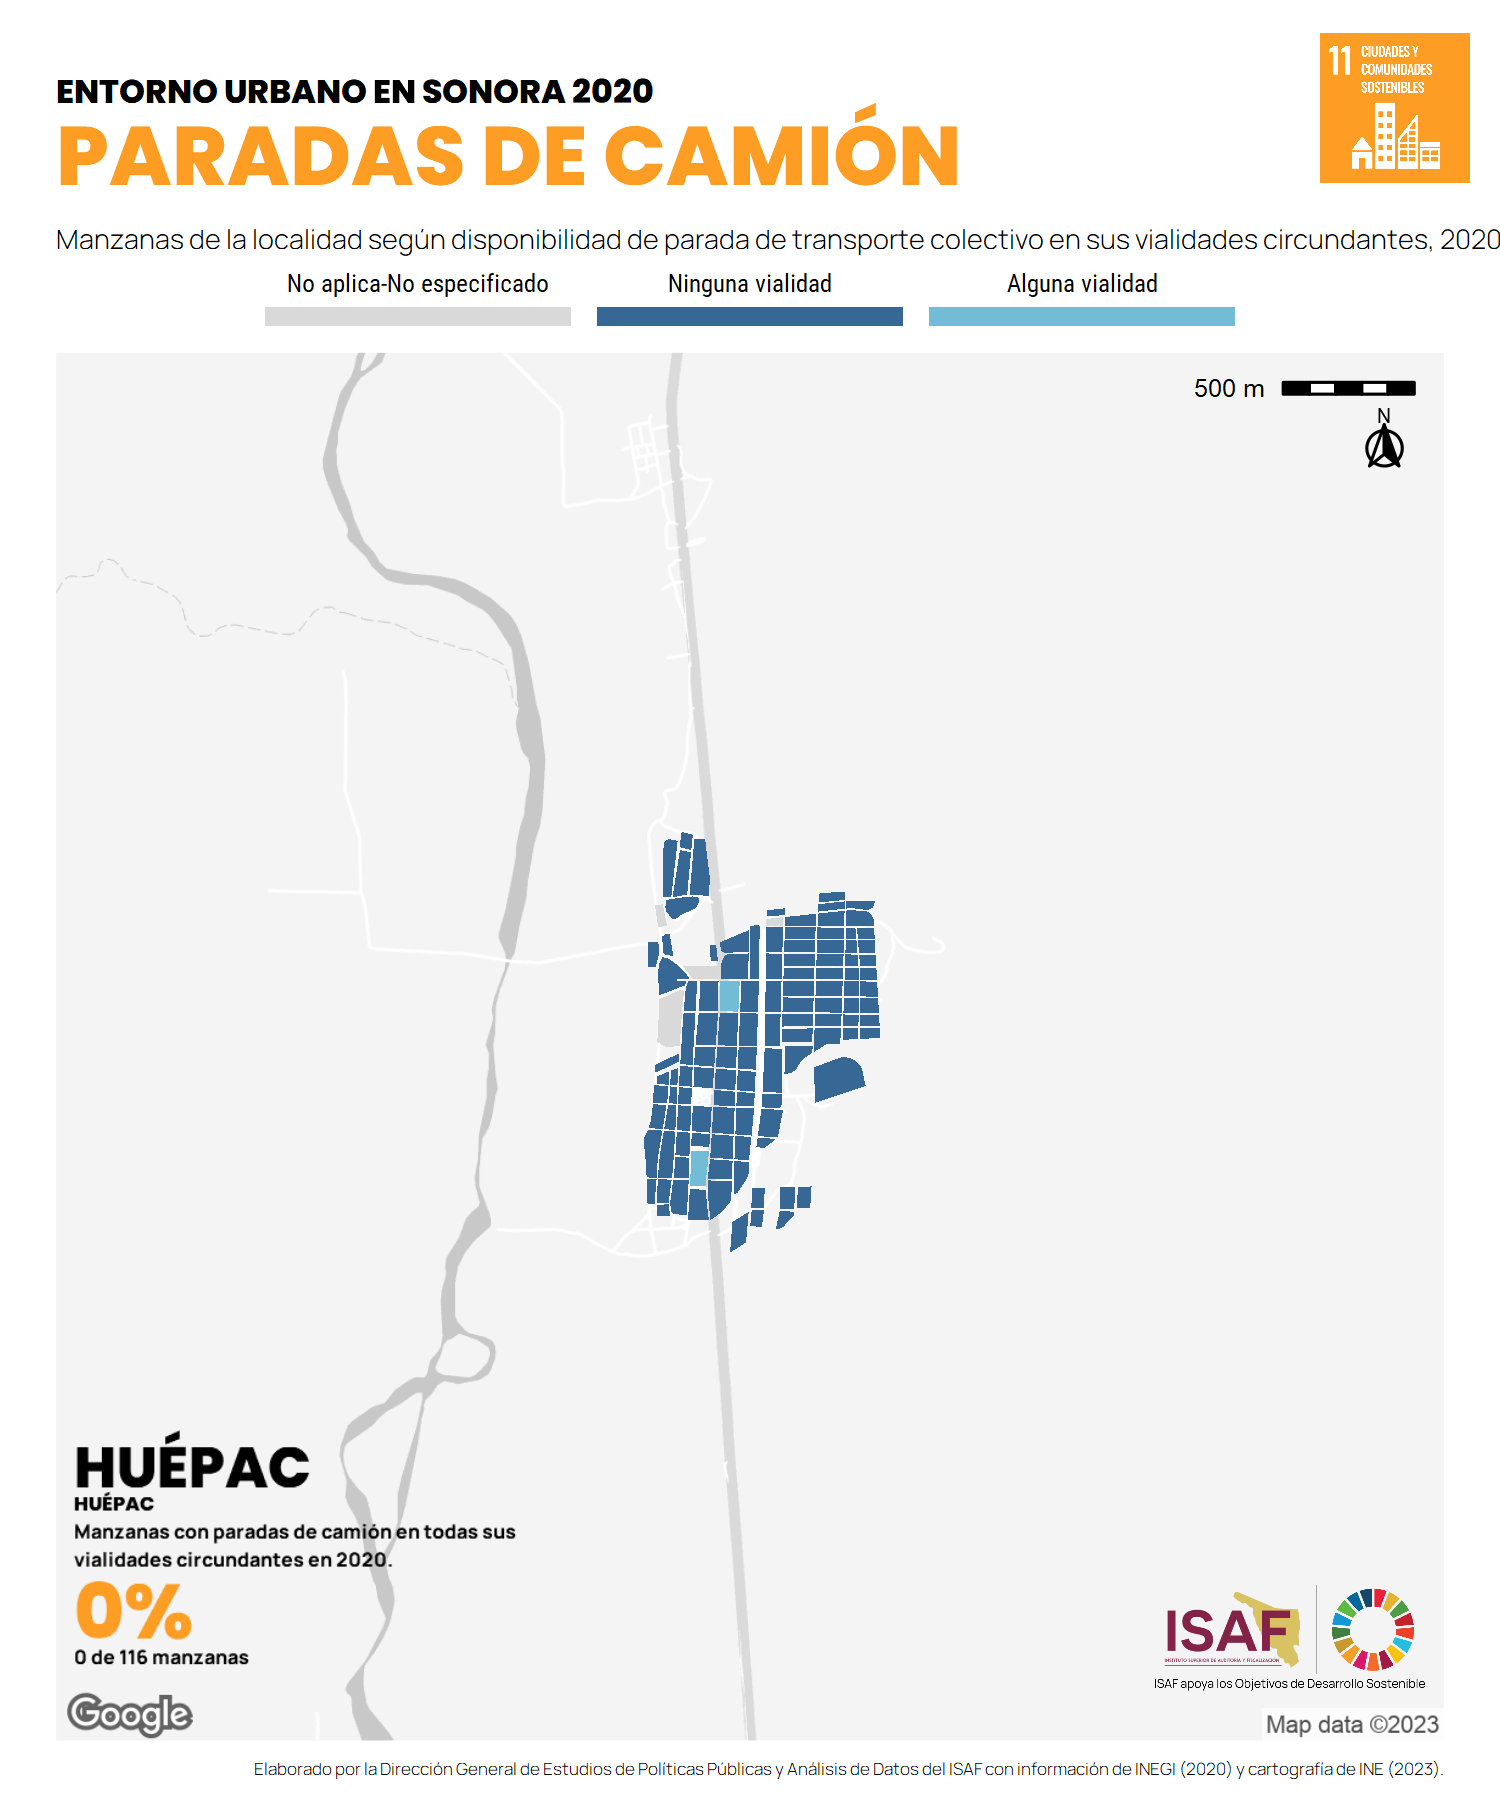 ENTORNO URBANO EN SONORA 2020
PARADAS DE CAMIÓN
11 CIUDADES Y
COMUNIDADES
SOSTENIBLES
Manzanas de la localidad según disponibilidad de parada de transporte colectivo en sus vialidades circundantes, 2020
No aplica-No especificado
Ninguna vialidad
Alguna vialidad
500 m
N
HUÉPAC
HUÉPAC
Manzanas con paradas de camión en todas sus
vialidades circundantes en 2020.
0%
0 de 116 manzanas
Google
ISAF
INSTITUTO SUPERIOR DE AUDITORÍA Y FISCALIZACIÓN
ISAF apoya los Objetivos de Desarrollo Sostenible
Map data ©2023
Elaborado por la Dirección General de Estudios de Políticas Públicas y Análisis de Datos del ISAF con información de INEGI (2020) y cartografía de INE (2023).